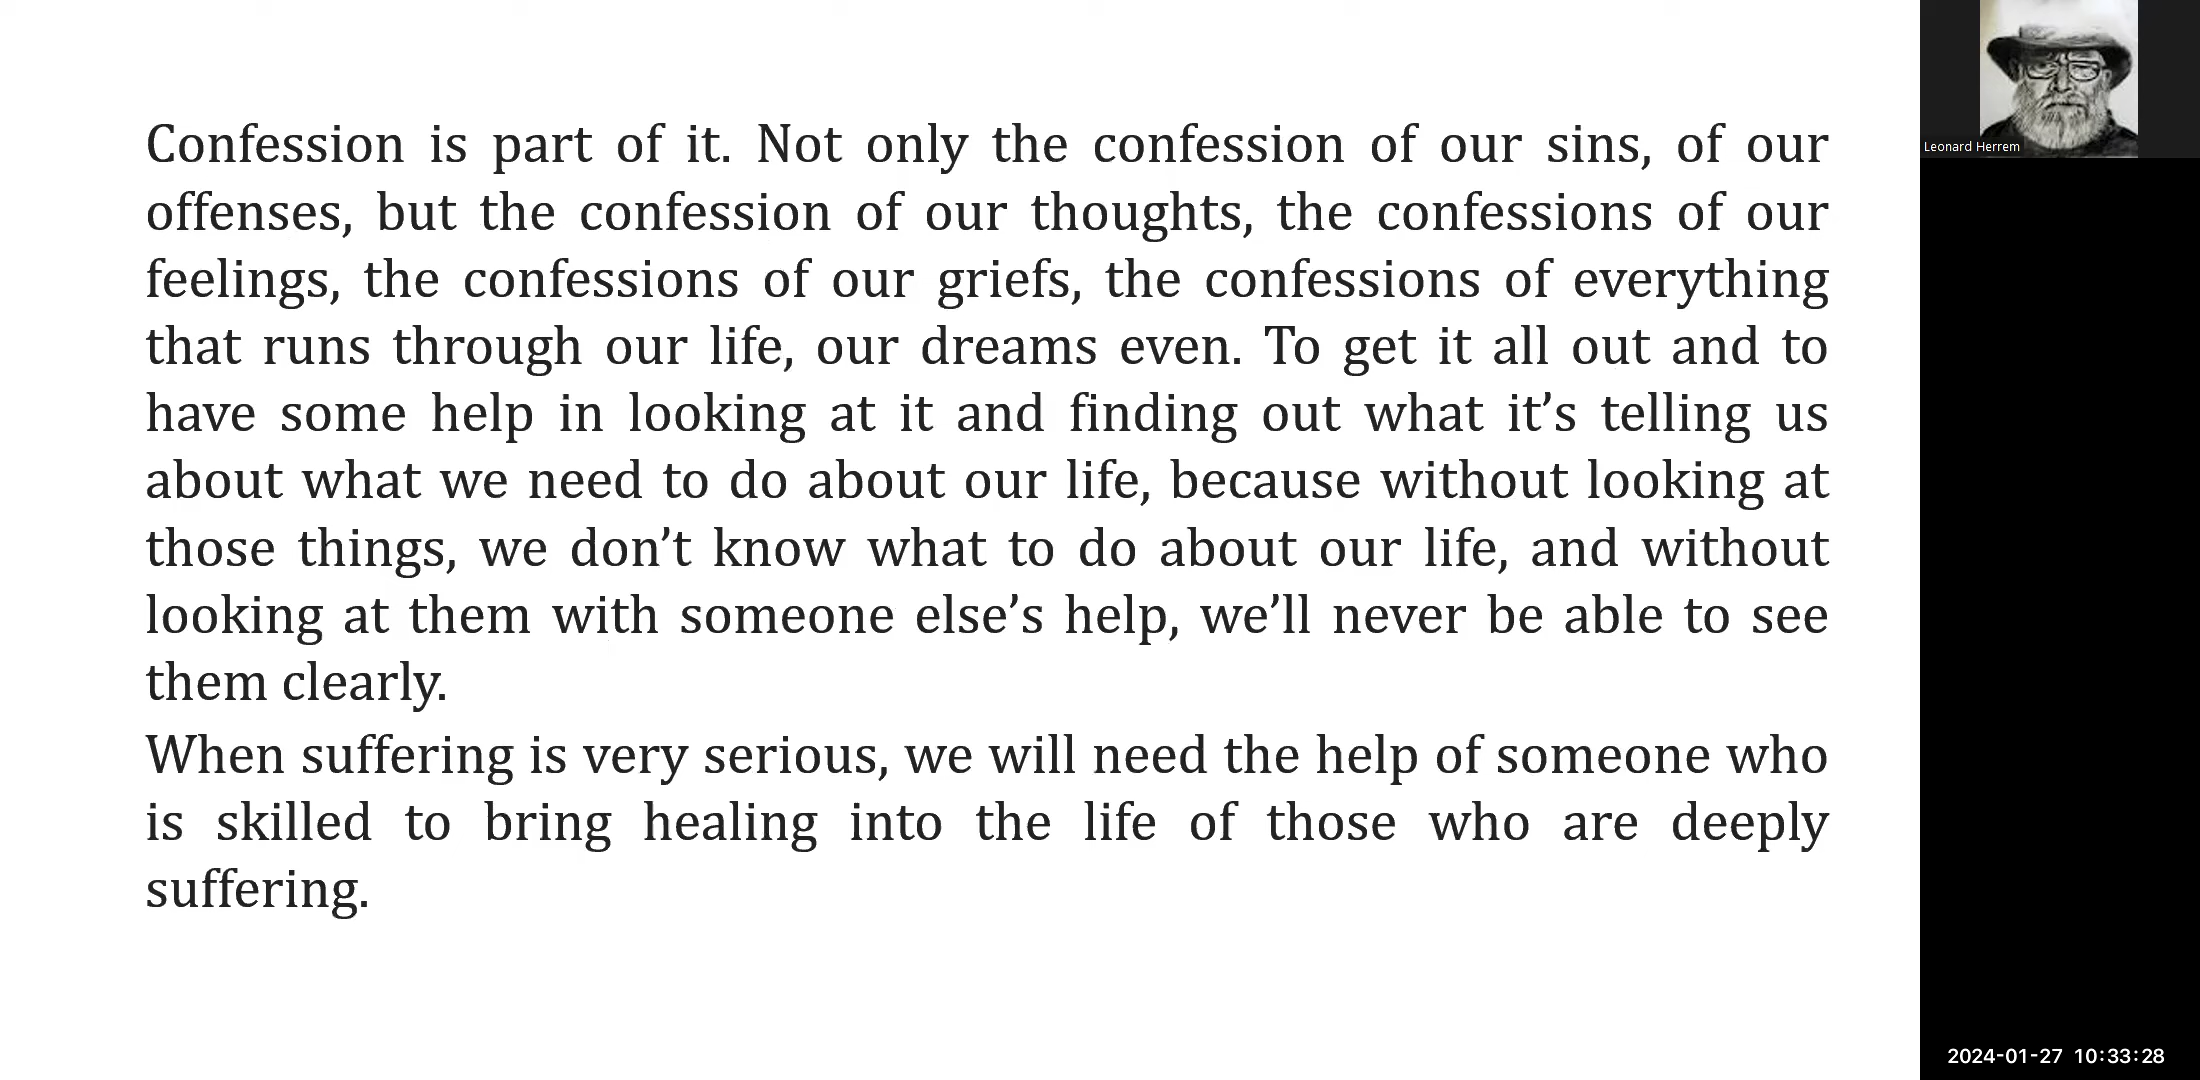 Confession is part of it. Not only the confession of our sins, of our
offenses, but the confession of our thoughts, the confessions of our
feelings, the confessions of our griefs, the confessions of everything
that runs through our life, our dreams even. To get it all out and to
have some help in looking at it and finding out what it’s telling us
about what we need to do about our life, because without looking at
those things, we don’t know what to do about our life, and without
looking at them with someone else’s help, we’ll never be able to see
them clearly.
When suffering is very serious, we will need the help of someone who
is skilled to bring healing into the life of those who are deeply
suffering.
Leonard Herrem
2024-01-27 10:33:28